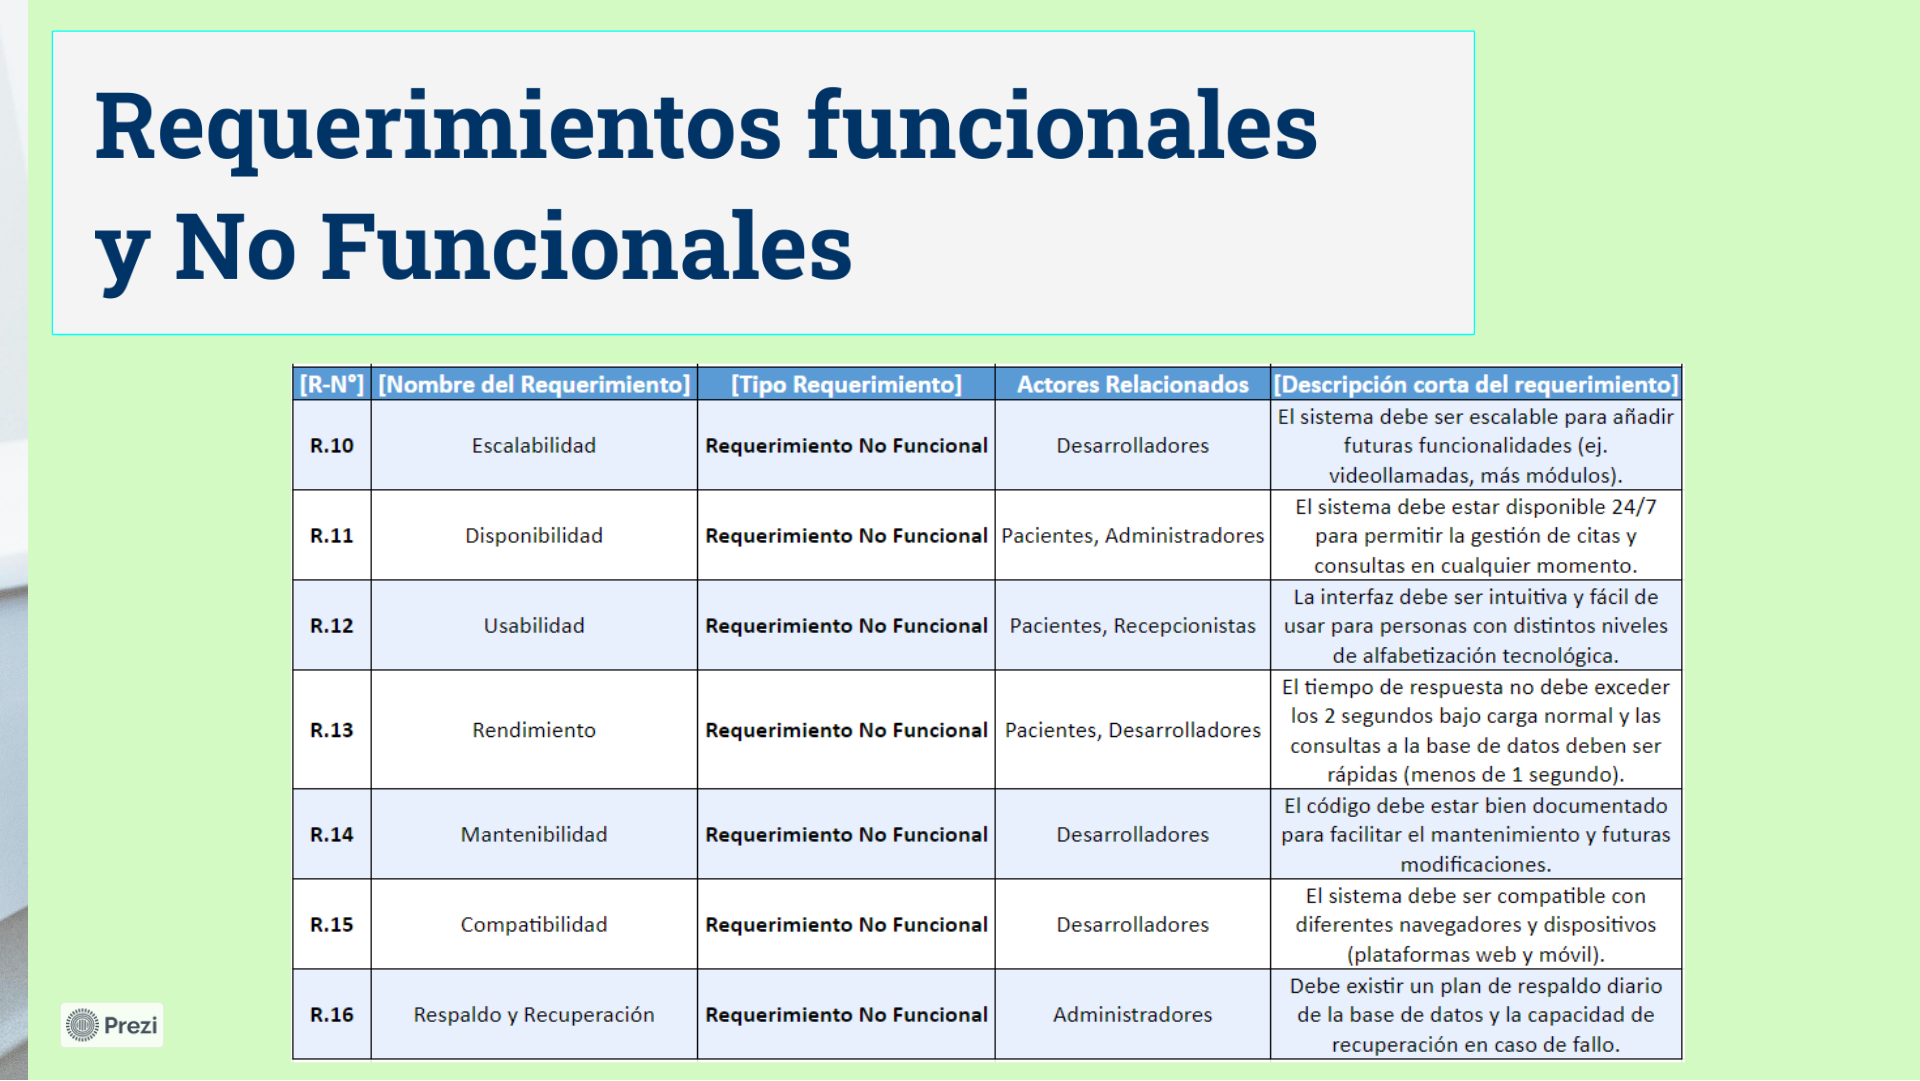 Requerimientos funcionales
y No Funcionales
[R-N°] [Nombre del Requerimiento] [Tipo Requerimiento] Actores Relacionados [Descripción corta del requerimiento]
R.10 Escalabilidad Requerimiento No Funcional Desarrolladores El sistema debe ser escalable para añadir
futuras funcionalidades (ej.
videollamadas, más módulos).
R.11 Disponibilidad Requerimiento No Funcional Pacientes, Administradores El sistema debe estar disponible 24/7
para permitir la gestión de citas y
consultas en cualquier momento.
R.12 Usabilidad Requerimiento No Funcional Pacientes, Recepcionistas La interfaz debe ser intuitiva y fácil de
usar para personas con distintos niveles
de alfabetización tecnológica.
R.13 Rendimiento Requerimiento No Funcional Pacientes, Desarrolladores El tiempo de respuesta no debe exceder
los 2 segundos bajo carga normal y las
consultas a la base de datos deben ser
rápidas (menos de 1 segundo).
R.14 Mantenibilidad Requerimiento No Funcional Desarrolladores El código debe estar bien documentado
para facilitar el mantenimiento y futuras
modificaciones.
R.15 Compatibilidad Requerimiento No Funcional Desarrolladores El sistema debe ser compatible con
diferentes navegadores y dispositivos
(plataformas web y móvil).
R.16 Respaldo y Recuperación Requerimiento No Funcional Administradores Debe existir un plan de respaldo diario
de la base de datos y la capacidad de
recuperación en caso de fallo.
Prezi